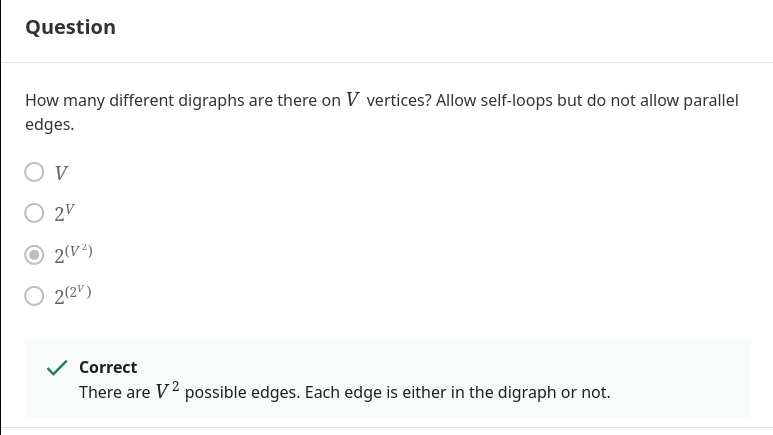 Question
How many different digraphs are there on V vertices? Allow self-loops but do not allow parallel
edges.
V
2^V
2^(V^2)
2^(2^V)
Correct
There are V^2 possible edges. Each edge is either in the digraph or not.